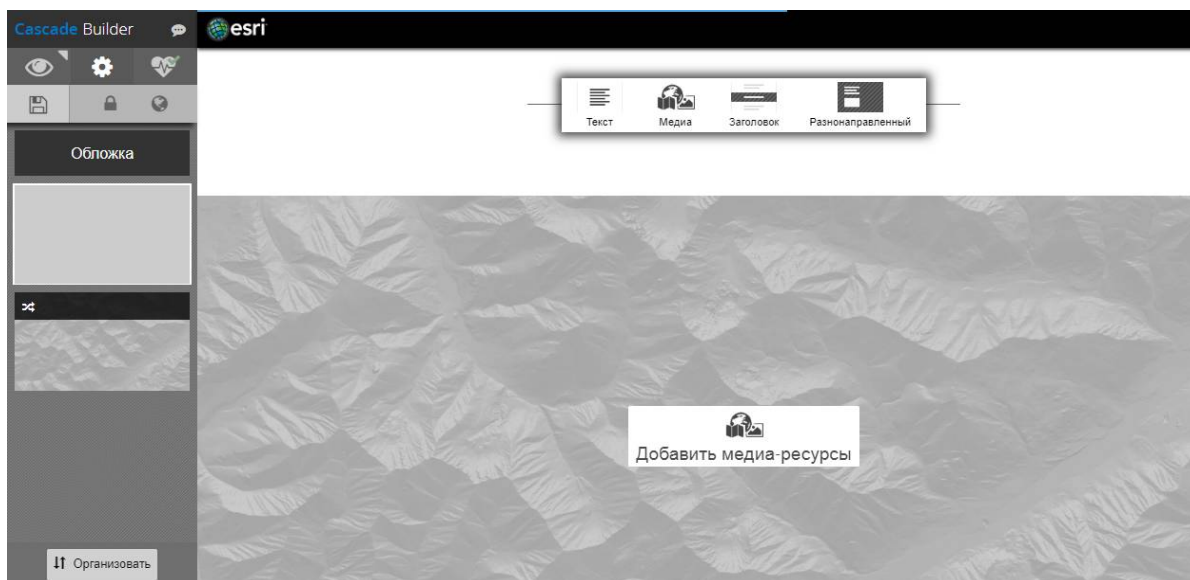 Cascade Builder
esri
Текст Медиа Заголовок Разнонаправленный
Обложка
Добавить медиа-ресурсы
Организовать